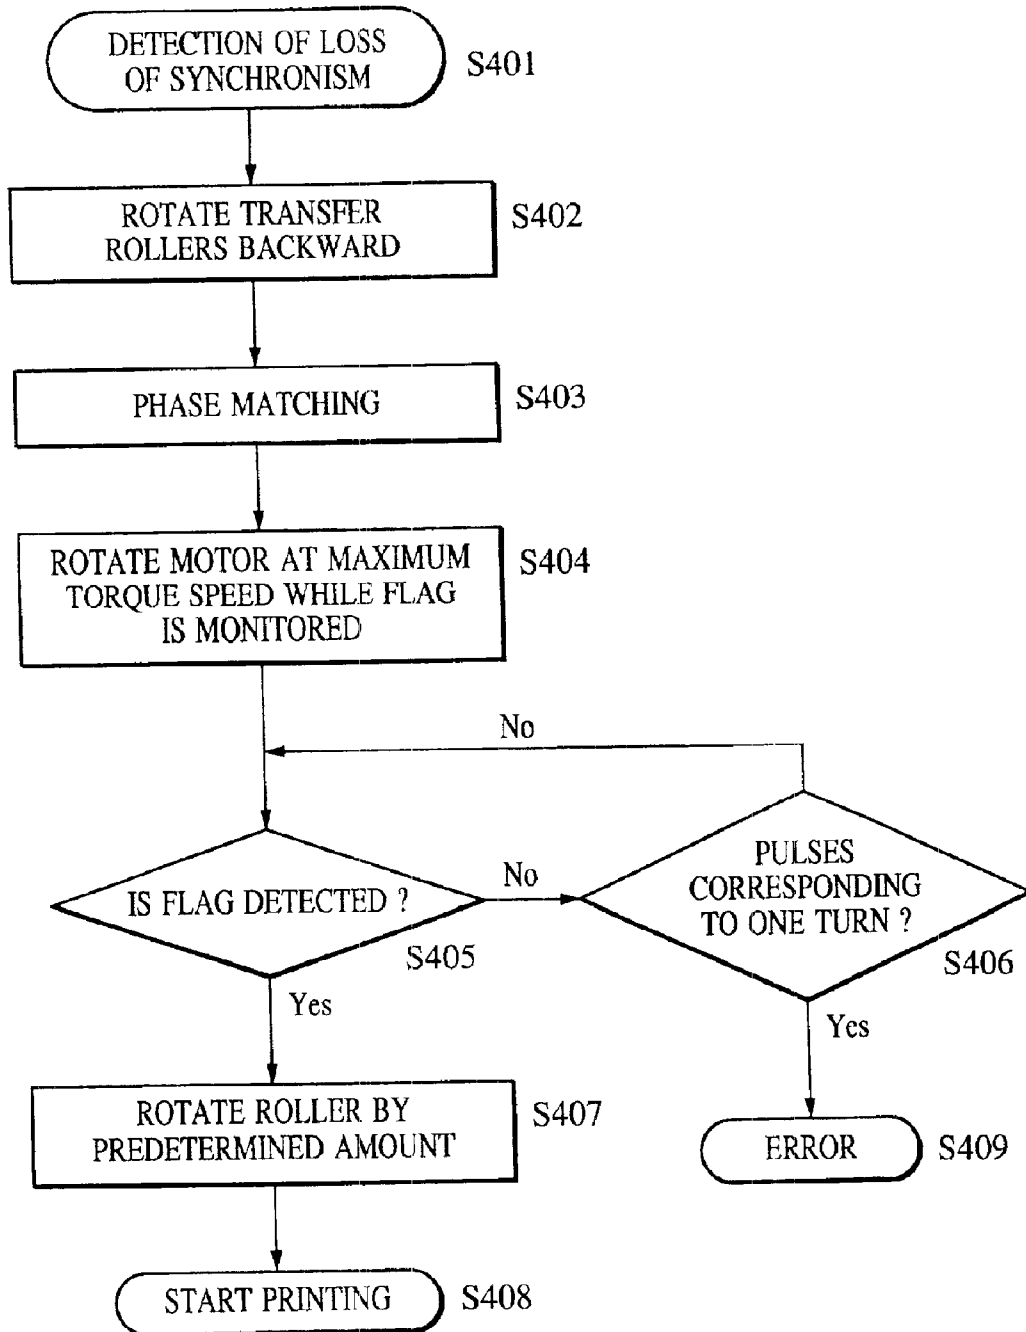 DETECTION OF LOSS
OF SYNCHRONISM
S401
ROTATE TRANSFER
ROLLERS BACKWARD
S402
PHASE MATCHING
S403
ROTATE MOTOR AT MAXIMUM
TORQUE SPEED WHILE FLAG
IS MONITORED
S404
No
IS FLAG DETECTED ?
S405
No
PULSES
CORRESPONDING
TO ONE TURN ?
S406
Yes
Yes
ROTATE ROLLER BY
PREDETERMINED AMOUNT
S407
ERROR
S409
START PRINTING
S408